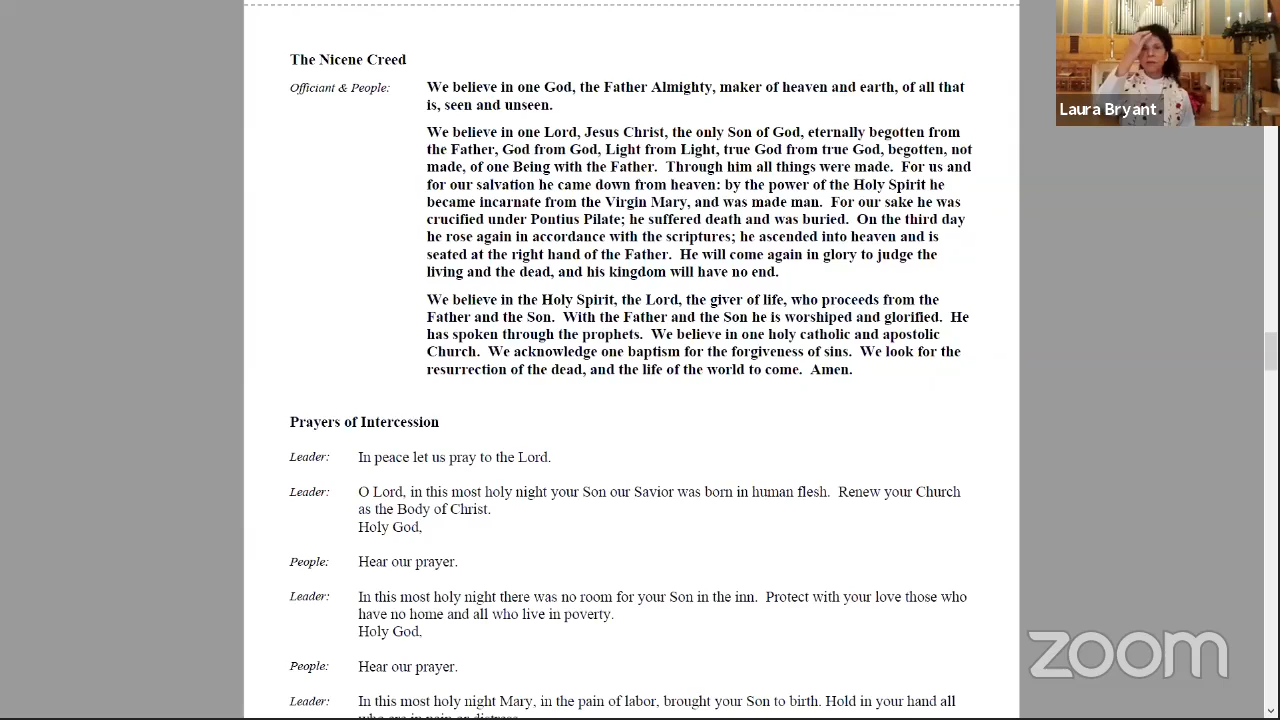 The Nicene Creed
Officiant & People:
We believe in one God, the Father Almighty, maker of heaven and earth, of all that
is, seen and unseen.
We believe in one Lord, Jesus Christ, the only Son of God, eternally begotten from
the Father, God from God, Light from Light, true God from true God, begotten, not
made, of one Being with the Father.  Through him all things were made.  For us and
for our salvation he came down from heaven: by the power of the Holy Spirit he
became incarnate from the Virgin Mary, and was made man.  For our sake he was
crucified under Pontius Pilate; he suffered death and was buried.  On the third day
he rose again in accordance with the scriptures; he ascended into heaven and is
seated at the right hand of the Father.  He will come again in glory to judge the
living and the dead, and his kingdom will have no end.
We believe in the Holy Spirit, the Lord, the giver of life, who proceeds from the
Father and the Son.  With the Father and the Son he is worshiped and glorified.  He
has spoken through the prophets.  We believe in one holy catholic and apostolic
Church.  We acknowledge one baptism for the forgiveness of sins.  We look for the
resurrection of the dead, and the life of the world to come.  Amen.
Prayers of Intercession
Leader: In peace let us pray to the Lord.
Leader: O Lord, in this most holy night your Son our Savior was born in human flesh.  Renew your Church
as the Body of Christ.
Holy God,
People: Hear our prayer.
Leader: In this most holy night there was no room for your Son in the inn.  Protect with your love those who
have no home and all who live in poverty.
Holy God,
People: Hear our prayer.
Leader: In this most holy night Mary, in the pain of labor, brought your Son to birth. Hold in your hand all
who are in pain or distress
Laura Bryant
zoom